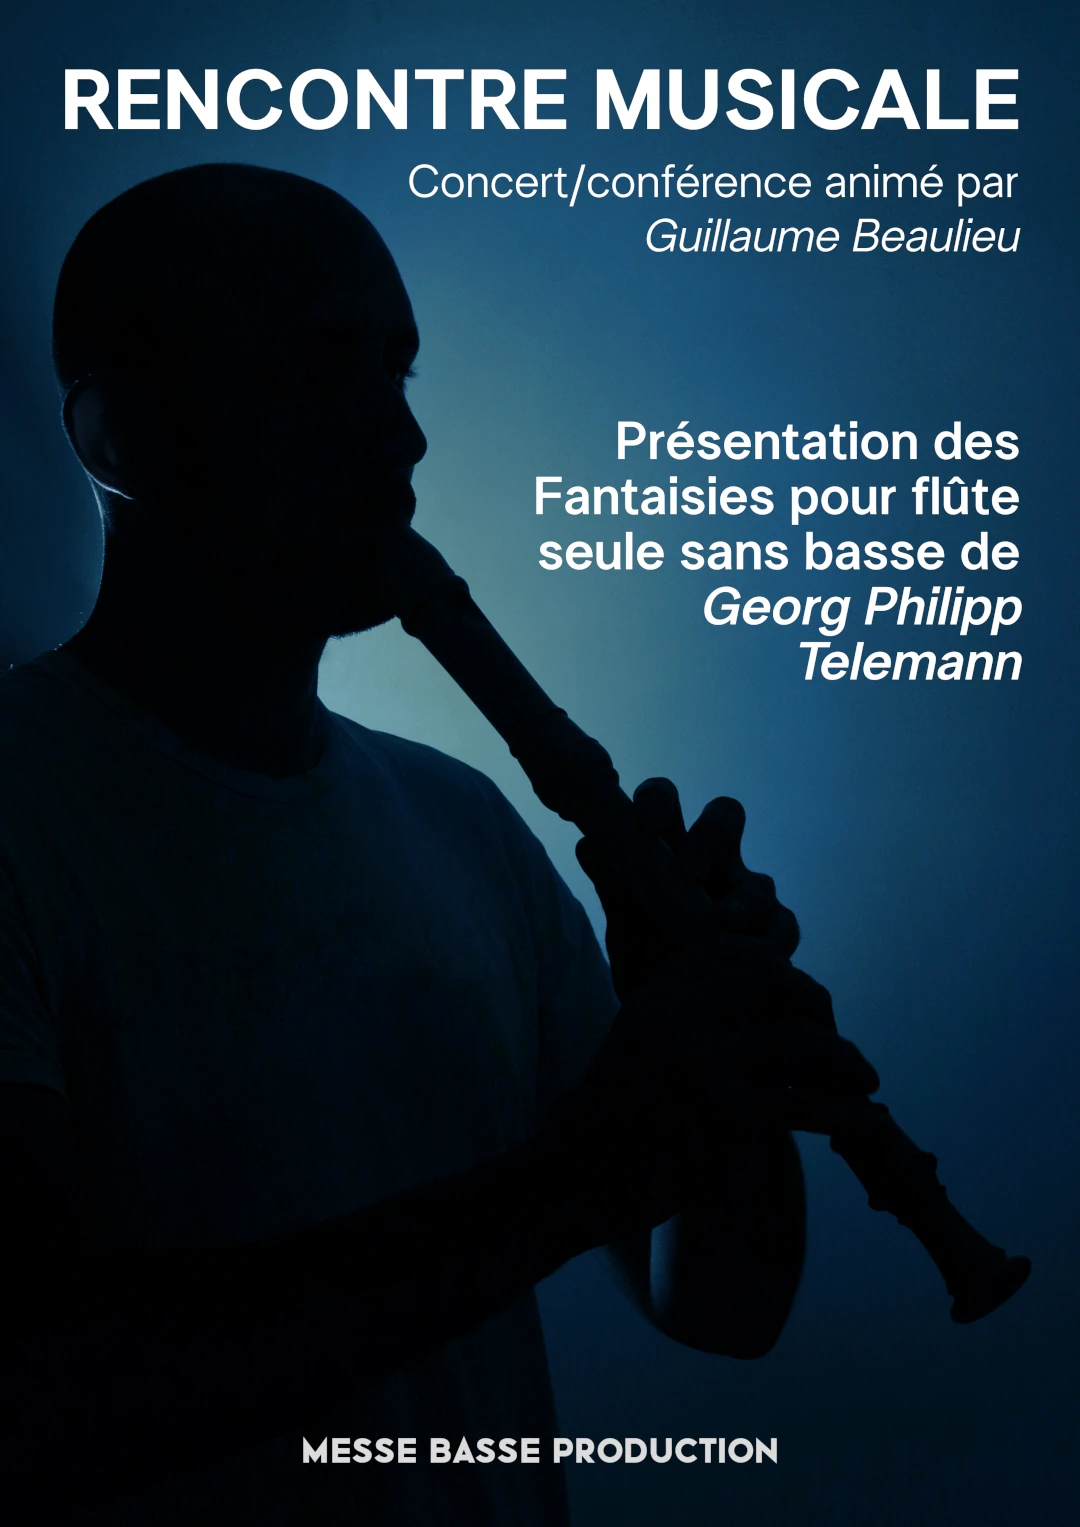 RENCONTRE MUSICALE
Concert/conférence animé par
Guillaume Beaulieu
Présentation des
Fantaisies pour flûte
seule sans basse de
Georg Philipp
Telemann
MESSE BASSE PRODUCTION